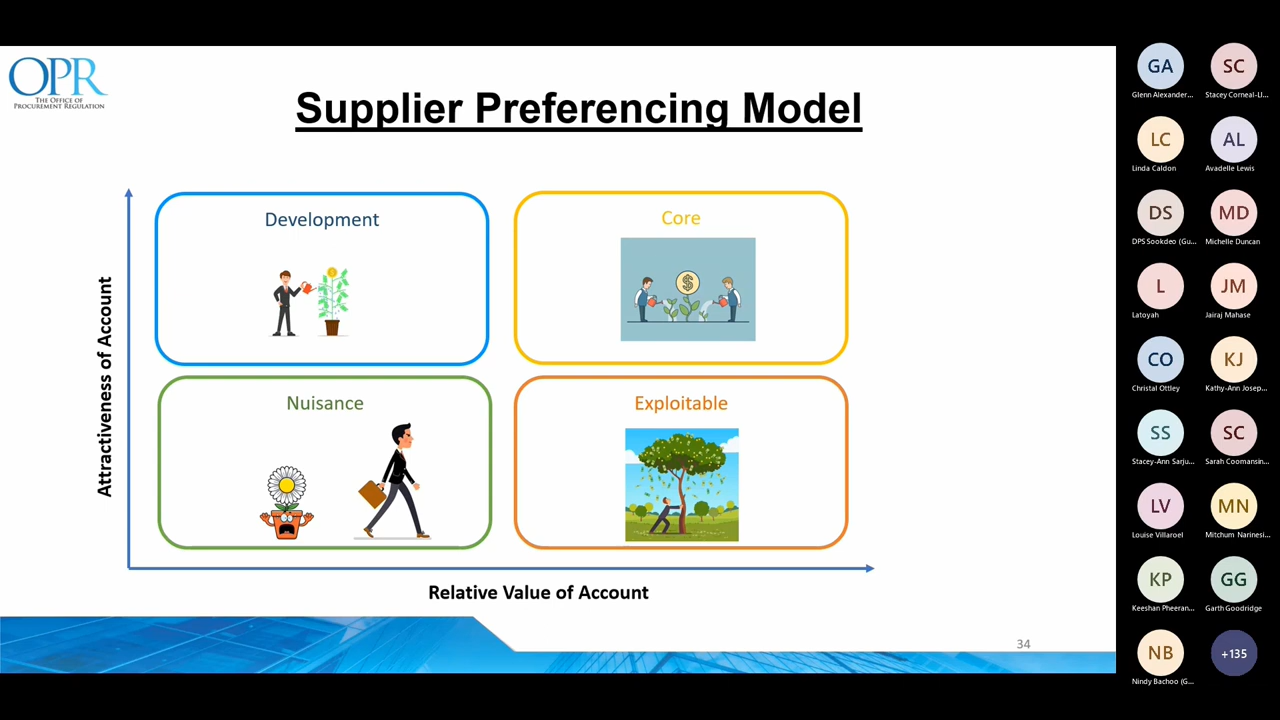 OPR
THE OFFICE OF
PROCUREMENT REGULATION
Supplier Preferencing Model
Attractiveness of Account
Development
Core
$
Nuisance
Exploitable
Relative Value of Account
34
GA
Glenn Alexander...
SC
Stacey Corneal-Ll...
LC
Linda Caldon
AL
Avadelle Lewis
DS
DPS Sookdeo (Gu...
MD
Michelle Duncan
L
Latoyah
JM
Jairaj Mahase
CO
Christal Ottley
KJ
Kathy-Ann Josep...
SS
Stacey-Ann Sarju...
SC
Sarah Coomansin...
LV
Louise Villaroel
MN
Mitchum Narinesi...
KP
Keeshan Pheeran...
GG
Garth Goodridge
NB
Nindy Bachoo (G...
+135